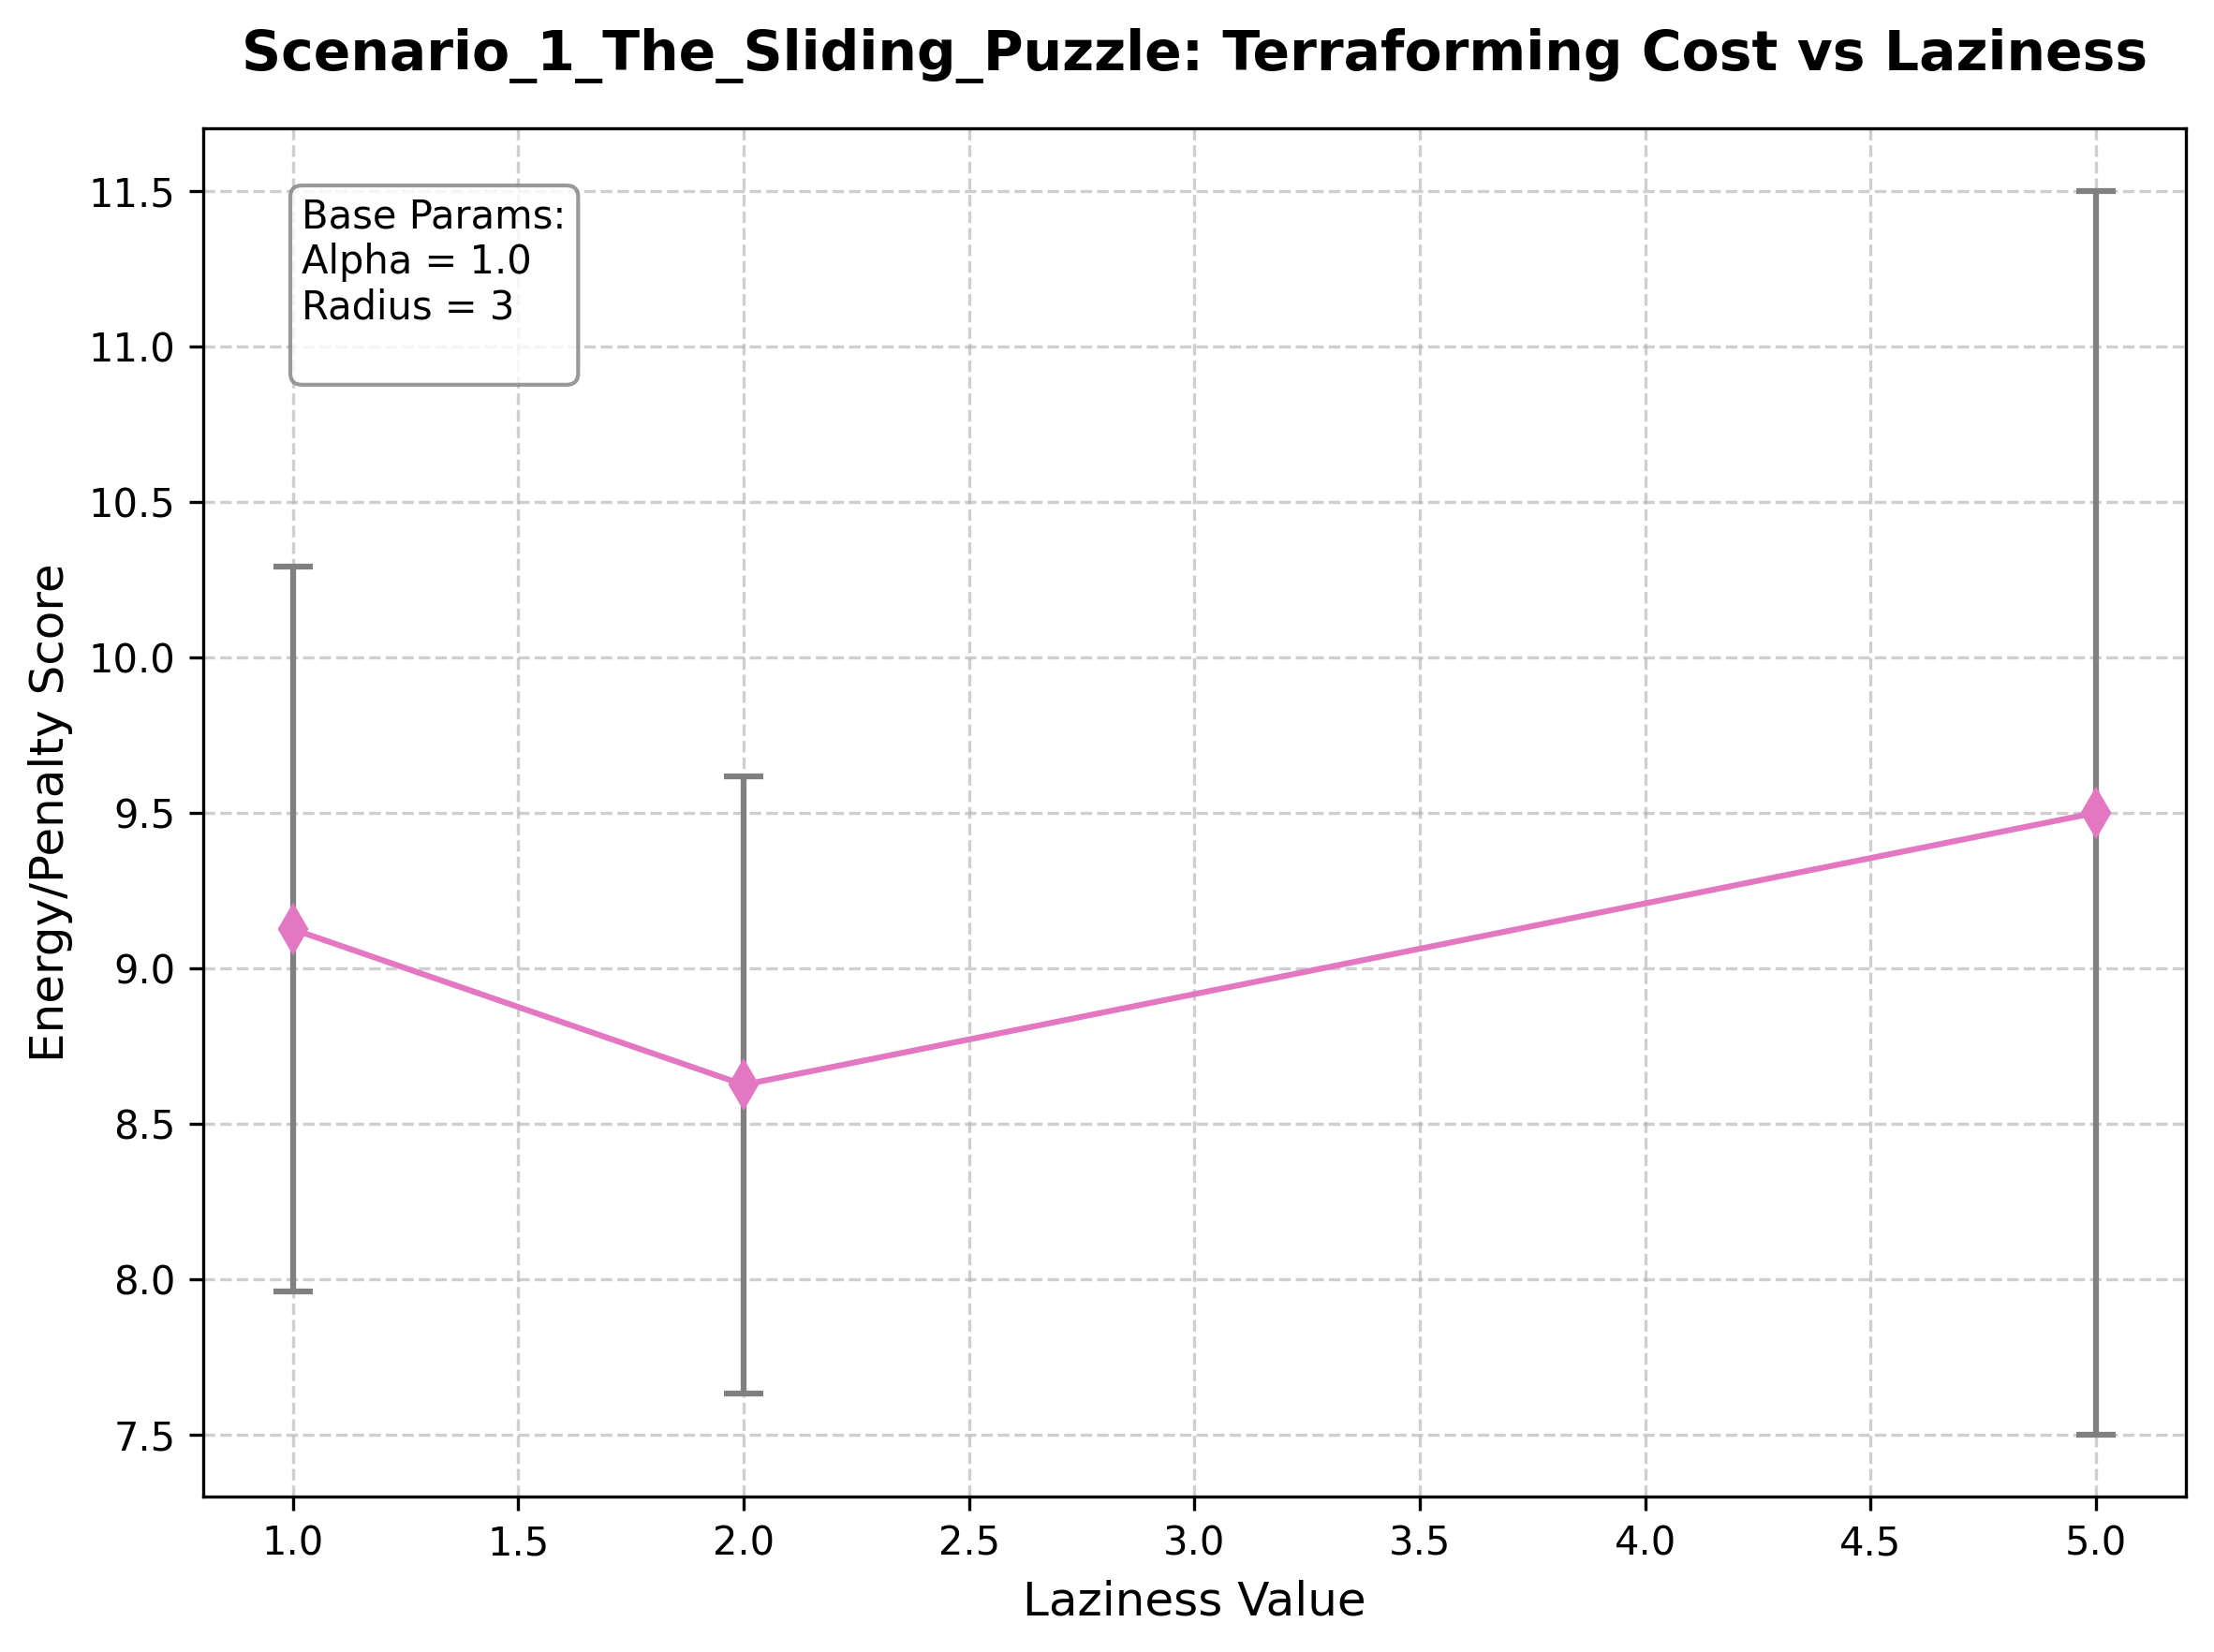 Scenario_1_The_Sliding_Puzzle: Terraforming Cost vs Laziness
Base Params:
Alpha = 1.0
Radius = 3
Energy/Penalty Score
11.5
11.0
10.5
10.0
9.5
9.0
8.5
8.0
7.5
1.0 1.5 2.0 2.5 3.0 3.5 4.0 4.5 5.0
Laziness Value